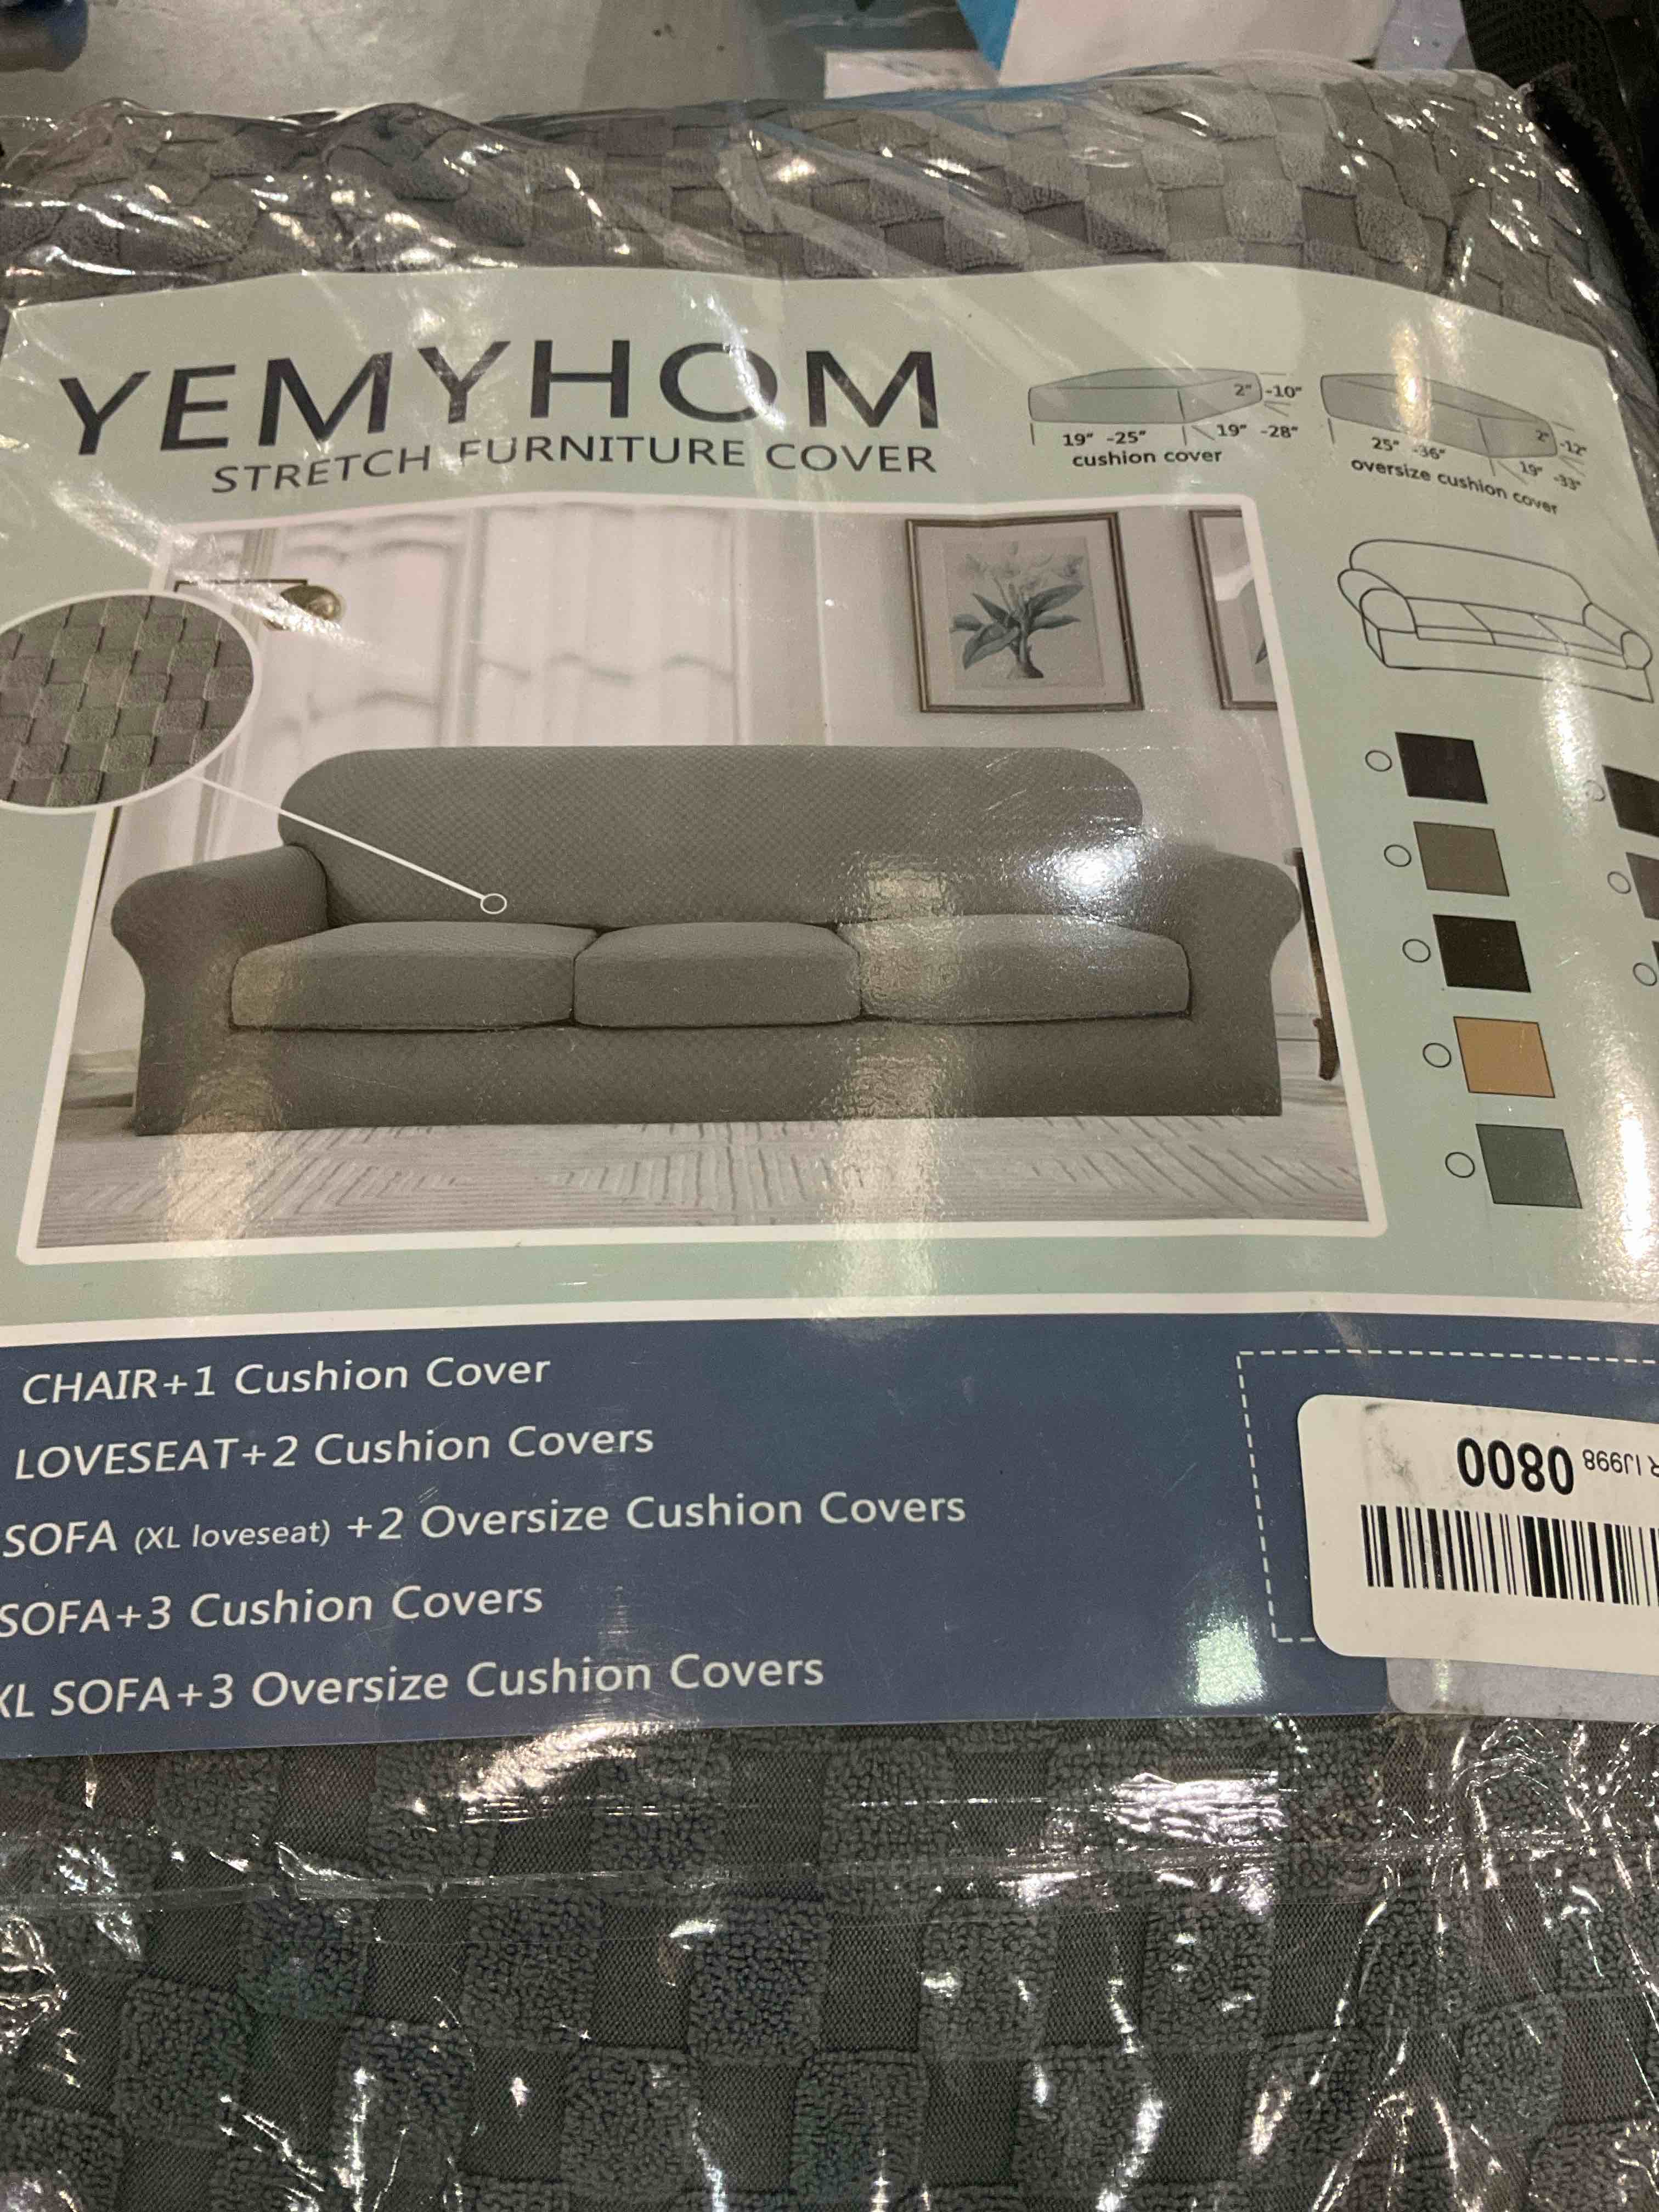 YEMYHOM
STRETCH FURNITURE COVER
2" -10"
19" -25"
19" -28"
cushion cover
2" -12"
25" -36"
19" -33"
oversize cushion cover
CHAIR+1 Cushion Cover
LOVESEAT+2 Cushion Covers
SOFA (XL loveseat) +2 Oversize Cushion Covers
SOFA+3 Cushion Covers
XL SOFA+3 Oversize Cushion Covers
0080
R IJ998